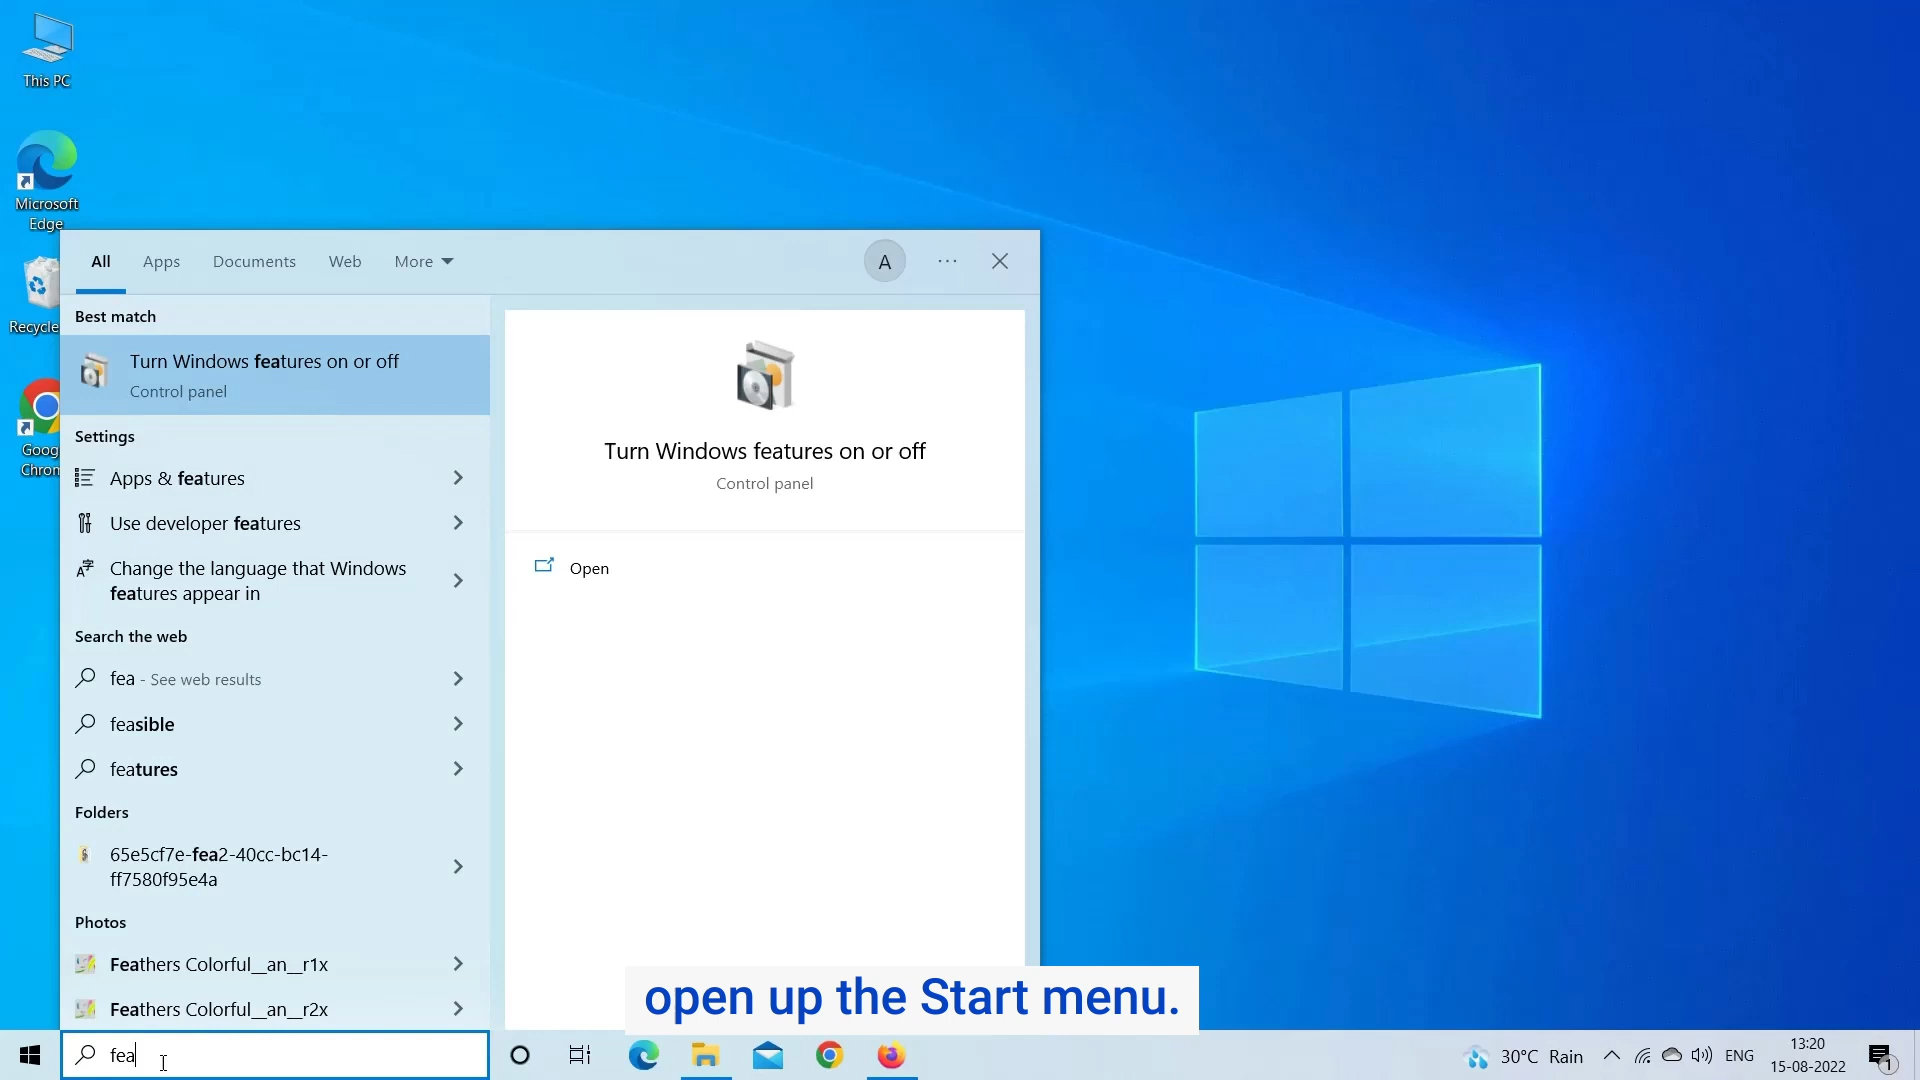 This PC
Microsoft
Edge
Recycle
Goog
Chrom
All
Apps
Documents
Web
More
A
Best match
Turn Windows features on or off
Control panel
Settings
Apps & features
Use developer features
Change the language that Windows
features appear in
Search the web
fea - See web results
feasible
features
Folders
65e5cf7e-fea2-40cc-bc14-
ff7580f95e4a
Photos
Feathers Colorful__an__r1x
Feathers Colorful__an__r2x
Turn Windows features on or off
Control panel
Open
open up the Start menu.
fea
30°C Rain
ENG
13:20
15-08-2022
1